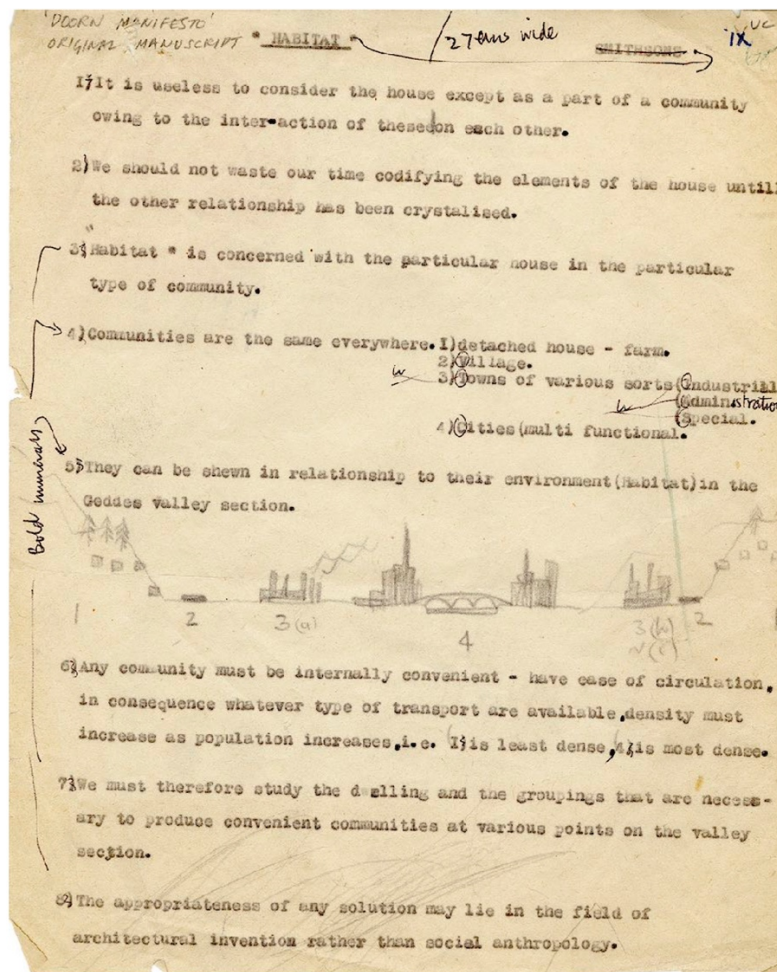 'DOORN MANIFESTO'
ORIGINAL MANUSCRIPT " HABITAT " 27 ems wide SMITHSONS IX UC
1) It is useless to consider the house except as a part of a community
owing to the inter-action of these on each other.
2) We should not waste our time codifying the elements of the house untill
the other relationship has been crystalised.
3) "Habitat " is concerned with the particular house in the particular
type of community.
4) Communities are the same everywhere. 1) detached house - farm.
2) Village.
3) Towns of various sorts (Industrial
(Administration
(Special.
4) Cities (multi functional.
Bold numerals
5) They can be shewn in relationship to their environment (Habitat) in the
Geddes valley section.
1 2 3(a) 4 3(b) 2
(c)
6) Any community must be internally convenient - have ease of circulation,
in consequence whatever type of transport are available, density must
increase as population increases, i.e. (1) is least dense, (4) is most dense.
7) We must therefore study the dwelling and the groupings that are necess-
ary to produce convenient communities at various points on the valley
section.
8) The appropriateness of any solution may lie in the field of
architectural invention rather than social anthropology.